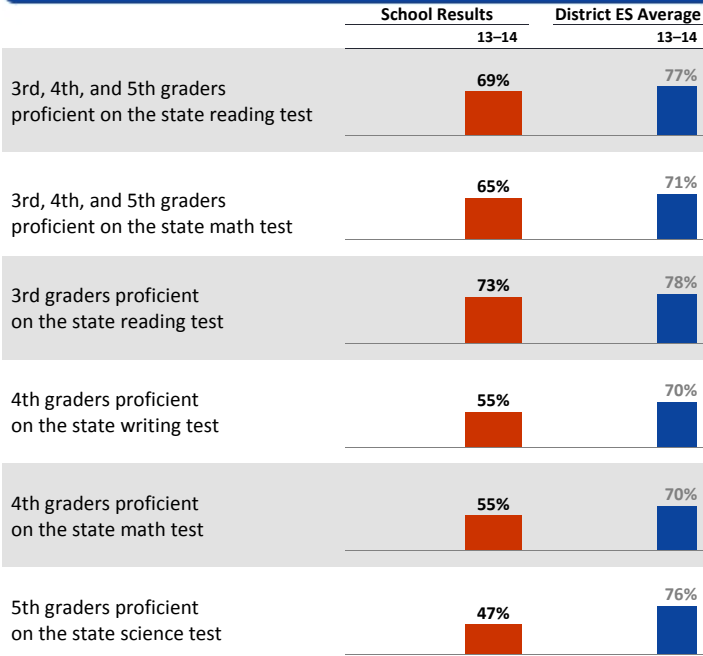 School Results District ES Average
13–14 13–14
3rd, 4th, and 5th graders
proficient on the state reading test
69% 77%
3rd, 4th, and 5th graders
proficient on the state math test
65% 71%
3rd graders proficient
on the state reading test
73% 78%
4th graders proficient
on the state writing test
55% 70%
4th graders proficient
on the state math test
55% 70%
5th graders proficient
on the state science test
47% 76%